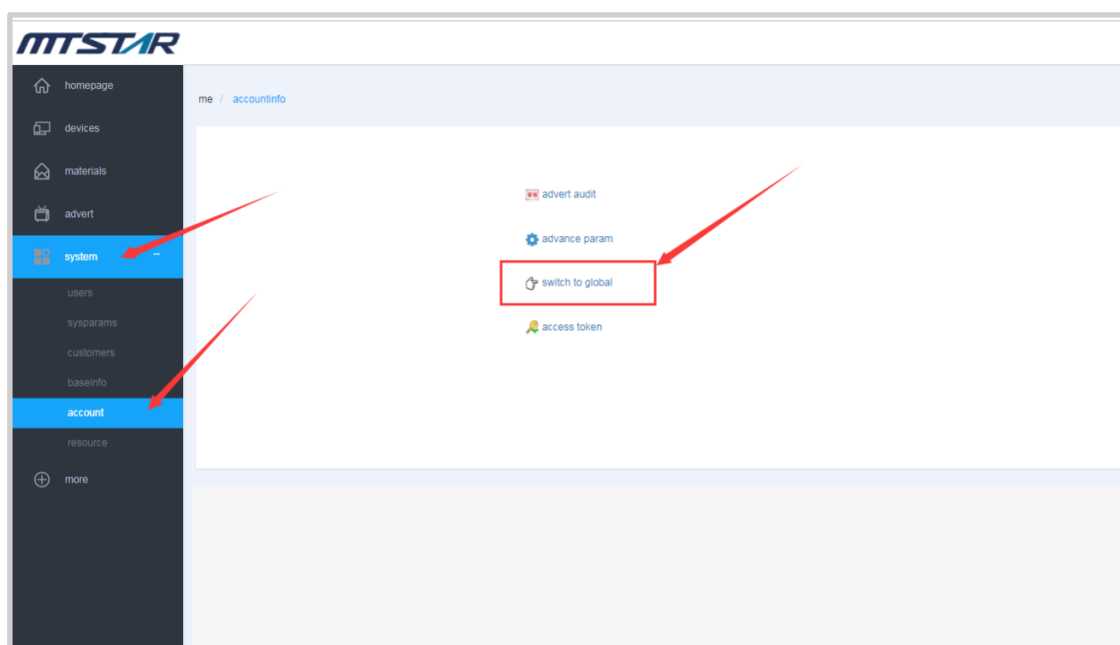 MTSTAR
homepage
me / accountinfo
devices
materials
advert
system −
users
sysparams
customers
baseinfo
account
resource
more
advert audit
advance param
switch to global
access token